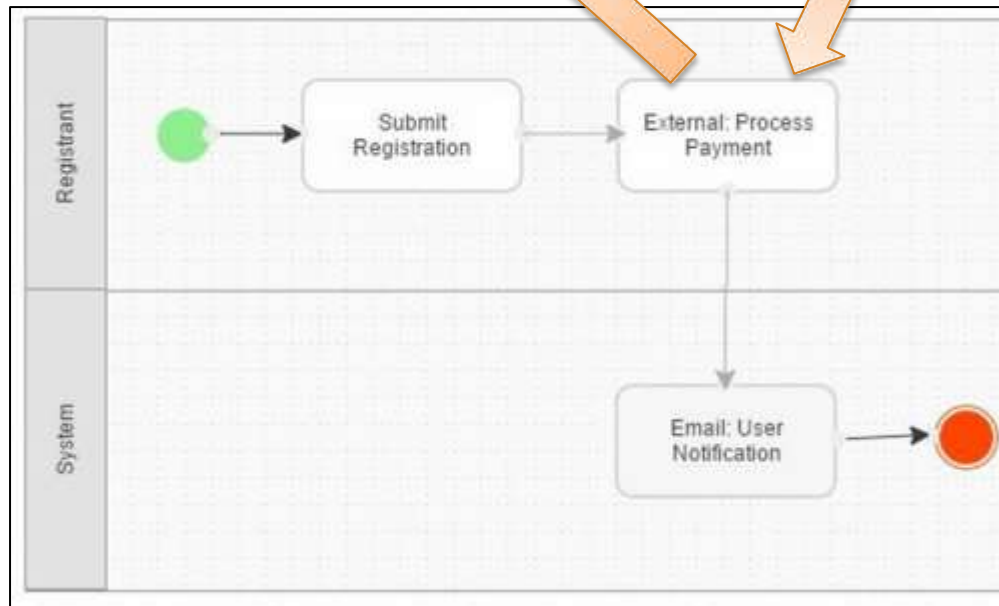 Registrant
Submit
Registration
External: Process
Payment
System
Email: User
Notification